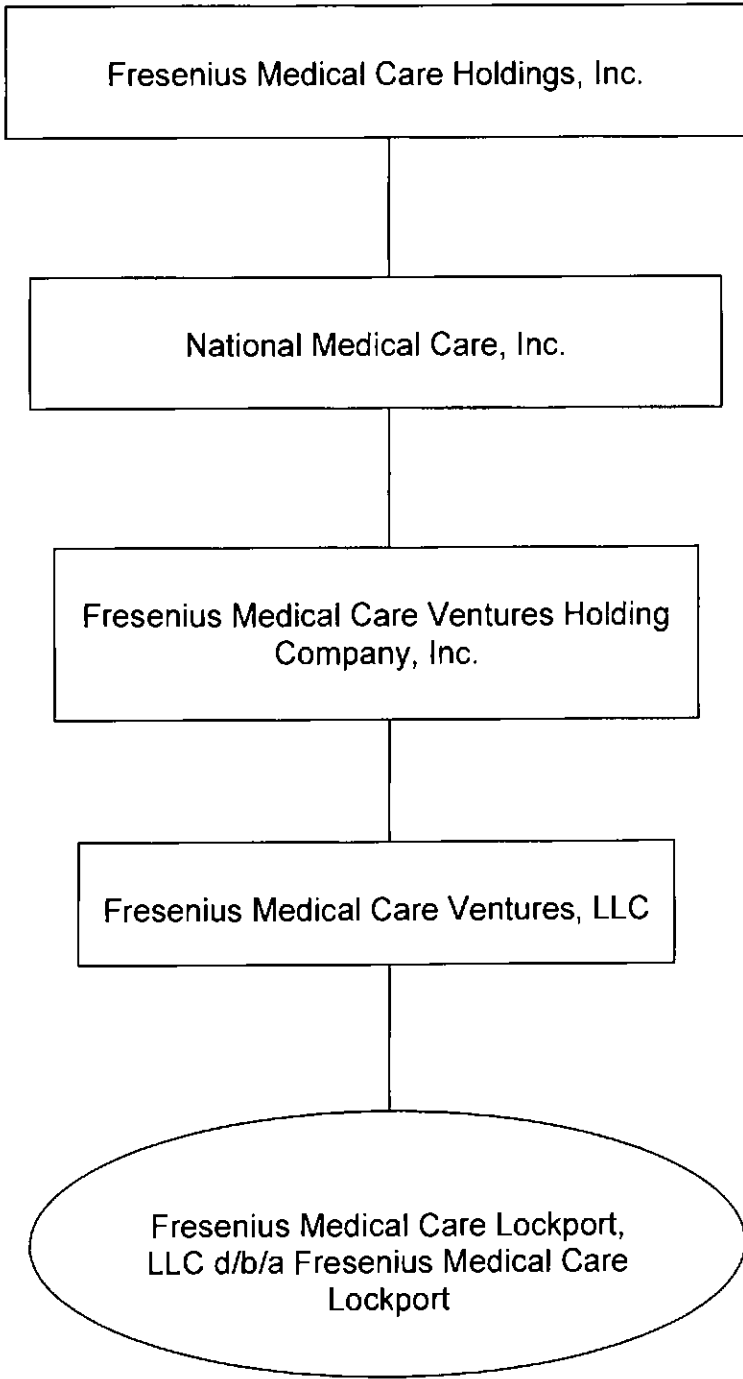 Fresenius Medical Care Holdings, Inc.
National Medical Care, Inc.
Fresenius Medical Care Ventures Holding
Company, Inc.
Fresenius Medical Care Ventures, LLC
Fresenius Medical Care Lockport,
LLC d/b/a Fresenius Medical Care
Lockport